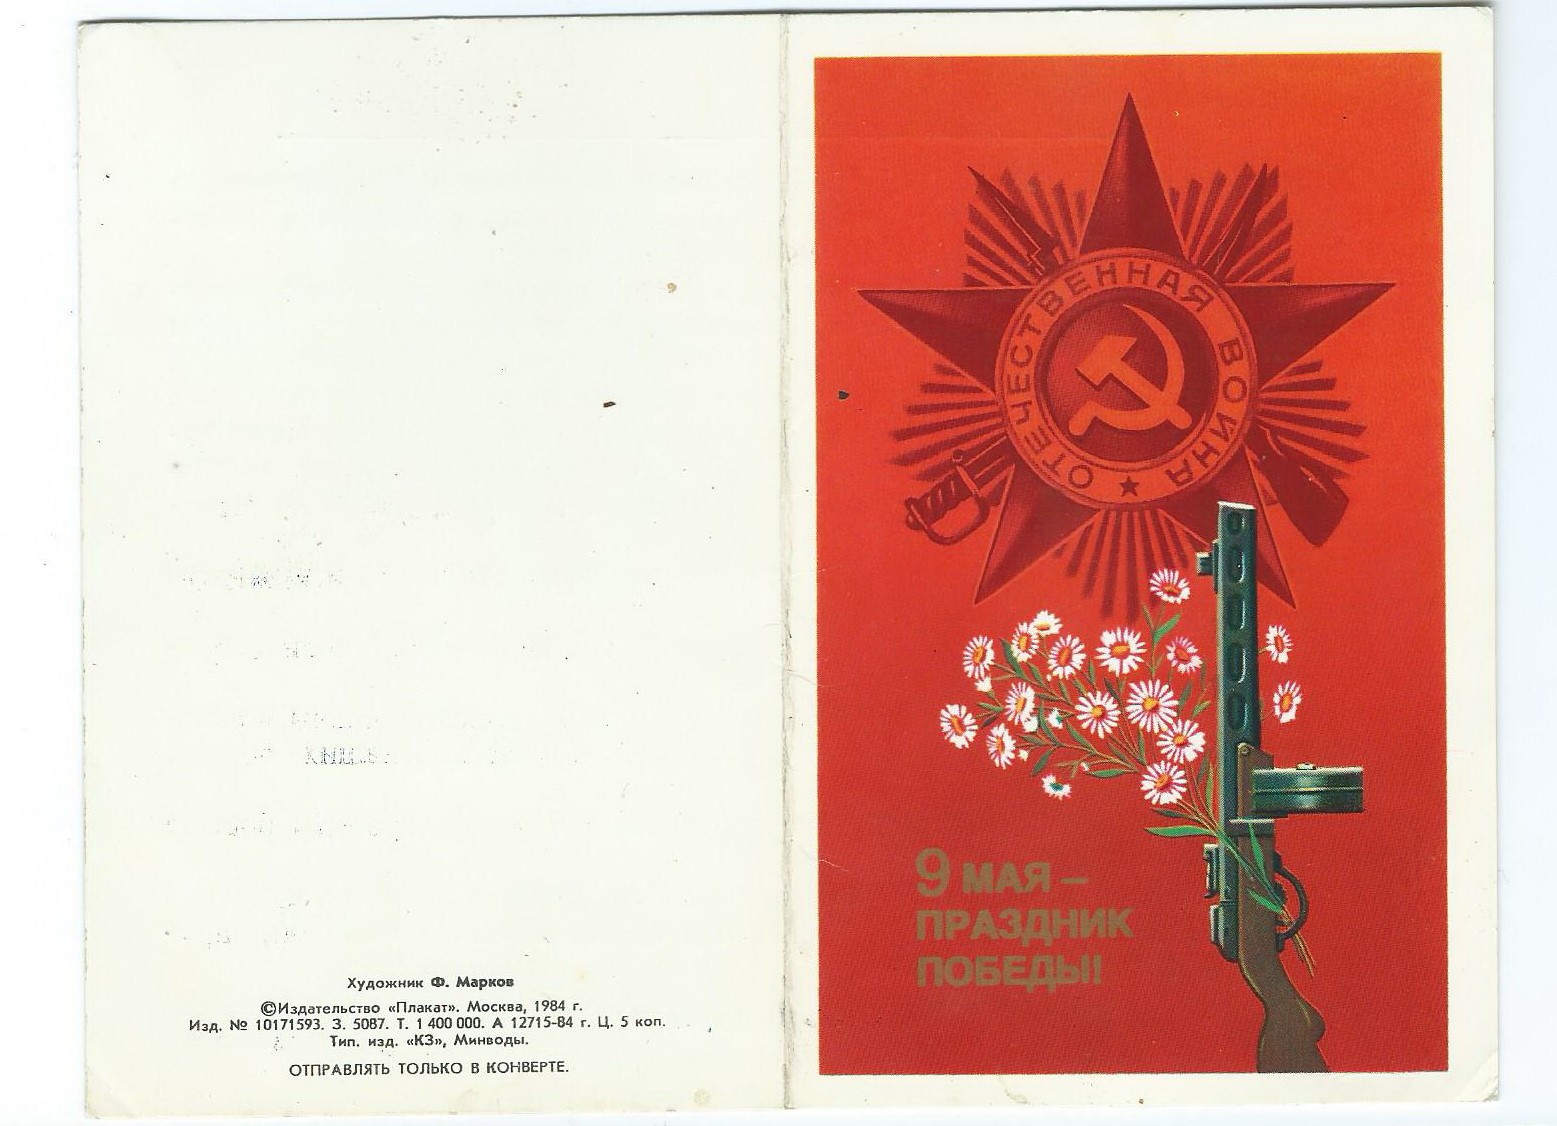 Художник Ф. Марков
©Издательство «Плакат». Москва, 1984 г.
Изд. № 10171593. З. 5087. Т. 1 400 000. А 12715-84 г. Ц. 5 коп.
Тип. изд. «КЗ», Минводы.
ОТПРАВЛЯТЬ ТОЛЬКО В КОНВЕРТЕ.
ОТЕЧЕСТВЕННАЯ ВОЙНА
9 МАЯ –
ПРАЗДНИК
ПОБЕДЫ!